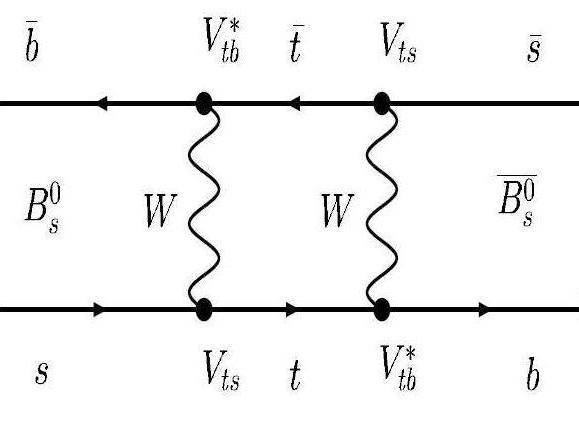 b̄ V*tb t̄ Vts s̄
B⁰s W W B̅⁰s
s Vts t V*tb b